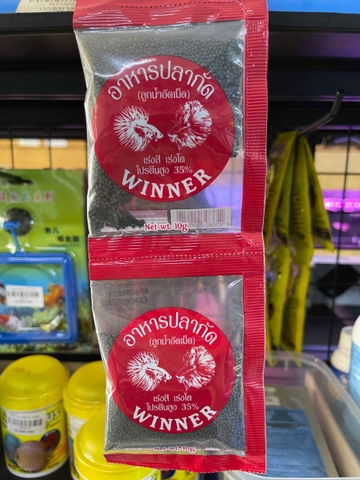 อาหารปลากัด
(ลูกน้ำอัดเม็ด)
เร่งสี เร่งโต
โปรตีนสูง 35%
WINNER
Net wt: 10g
อาหารปลากัด
(ลูกน้ำอัดเม็ด)
เร่งสี เร่งโต
โปรตีนสูง 35%
WINNER